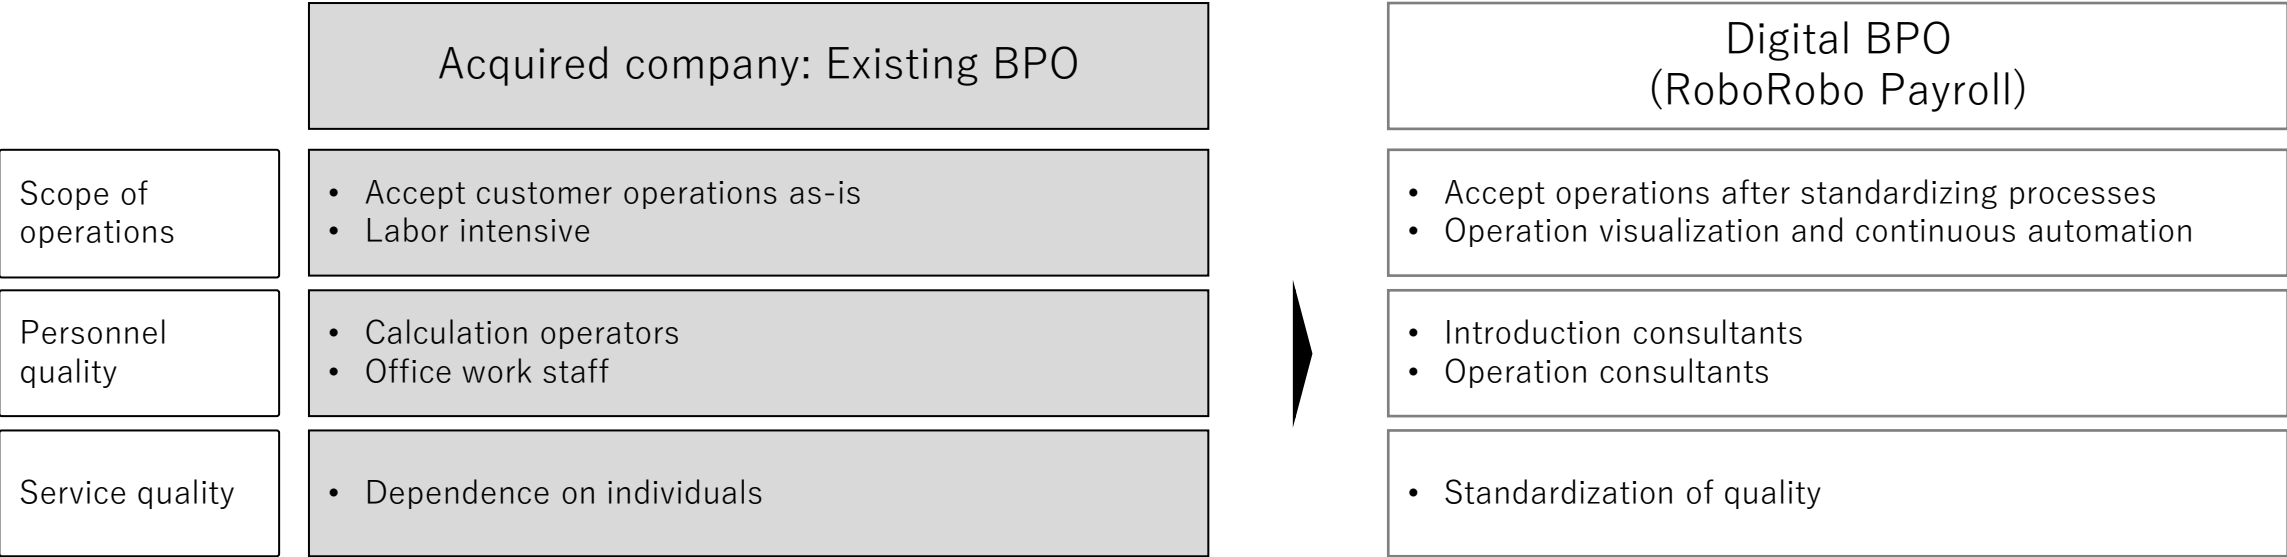 Acquired company: Existing BPO
Digital BPO
(RoboRobo Payroll)
Scope of
operations
• Accept customer operations as-is
• Labor intensive
• Accept operations after standardizing processes
• Operation visualization and continuous automation
Personnel
quality
• Calculation operators
• Office work staff
• Introduction consultants
• Operation consultants
Service quality
• Dependence on individuals
• Standardization of quality